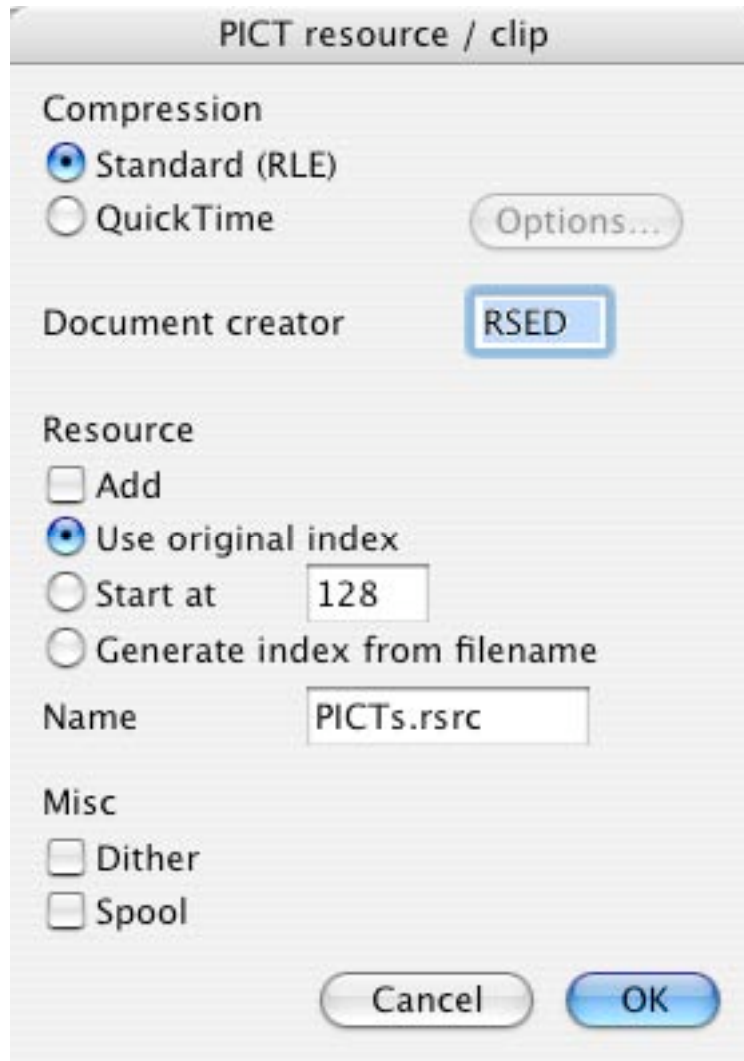 PICT resource / clip
Compression
Standard (RLE)
QuickTime Options...
Document creator RSED
Resource
Add
Use original index
Start at 128
Generate index from filename
Name PICTs.rsrc
Misc
Dither
Spool
Cancel OK